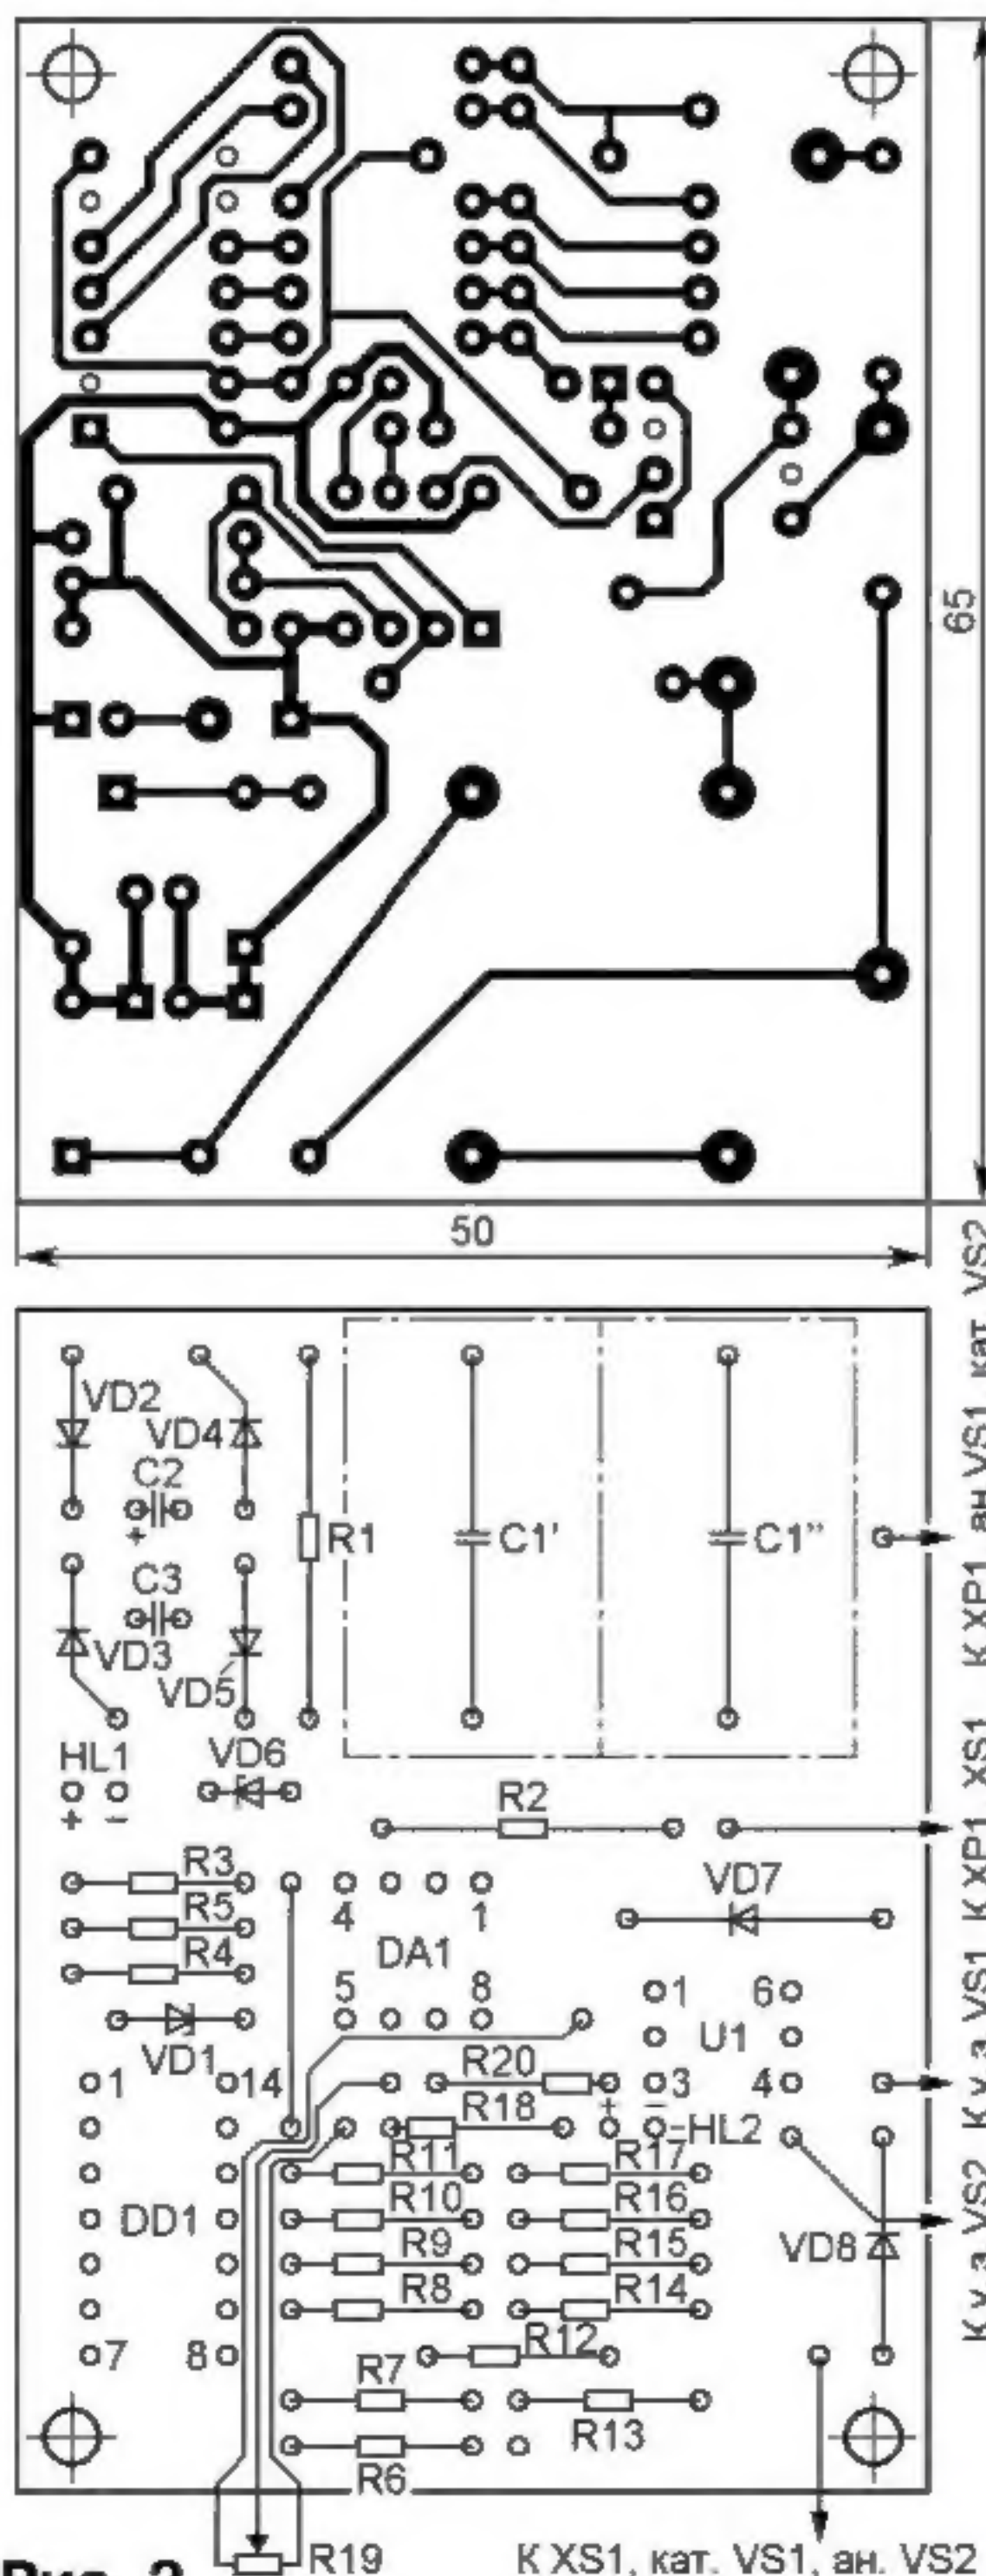 65
50
VD2
VD4
C2
+
R1
C1'
C1"
C3
VD3
VD5
HL1
+ −
VD6
R2
R3
R5
R4
VD1
4 1
DA1
5 8
VD7
1 6
U1
3 4
1 14
R20
R18
+ −
HL2
R11
R17
R10
R16
DD1
R9
R15
VD8
R8
R14
R12
7 8
R7
R13
R6
R19
К XS1, кат. VS1, ан. VS2
К у.э. VS2
К у.э. VS1
К XP1, XS1
К XP1, ан. VS1, кат. VS2